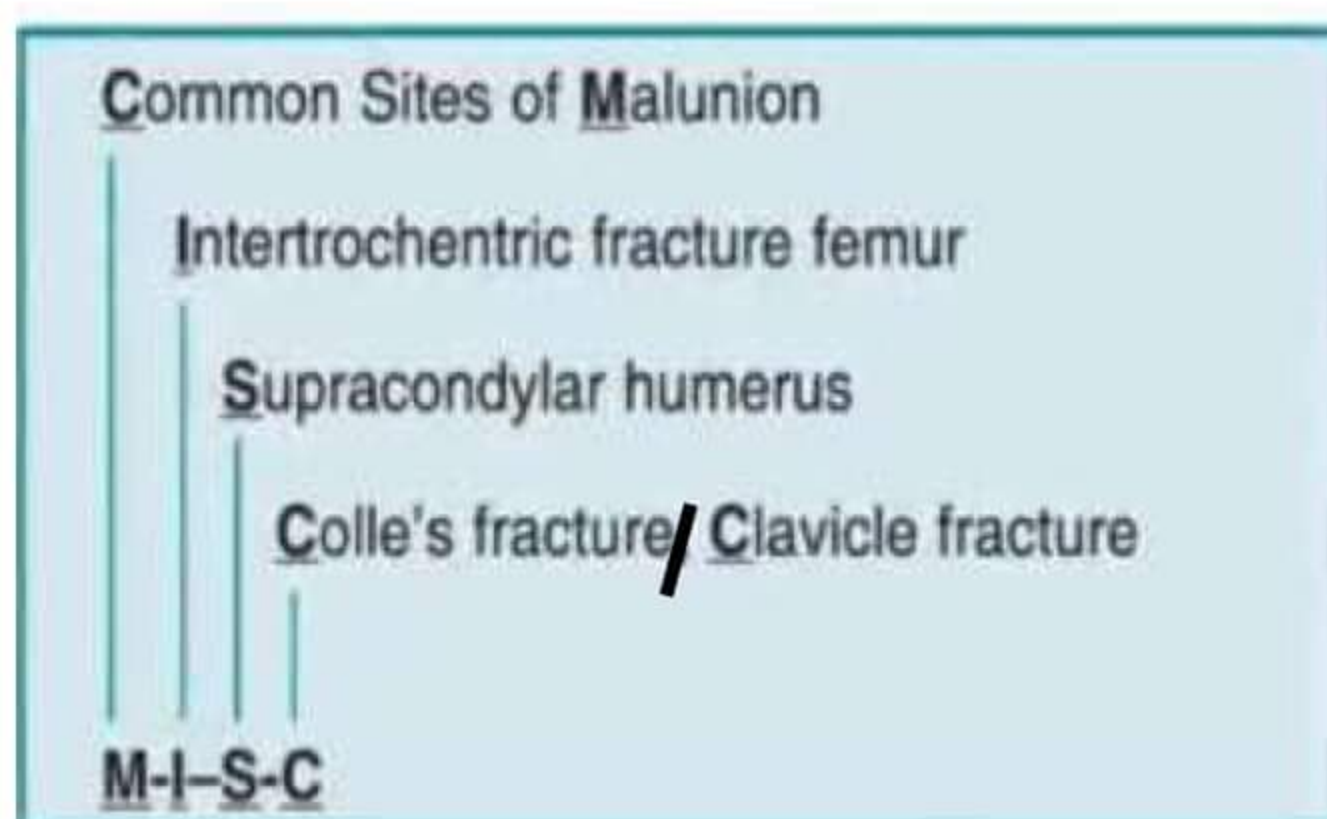 Common Sites of Malunion
Intertrochentric fracture femur
Supracondylar humerus
Colle's fracture/ Clavicle fracture
M-I–S-C